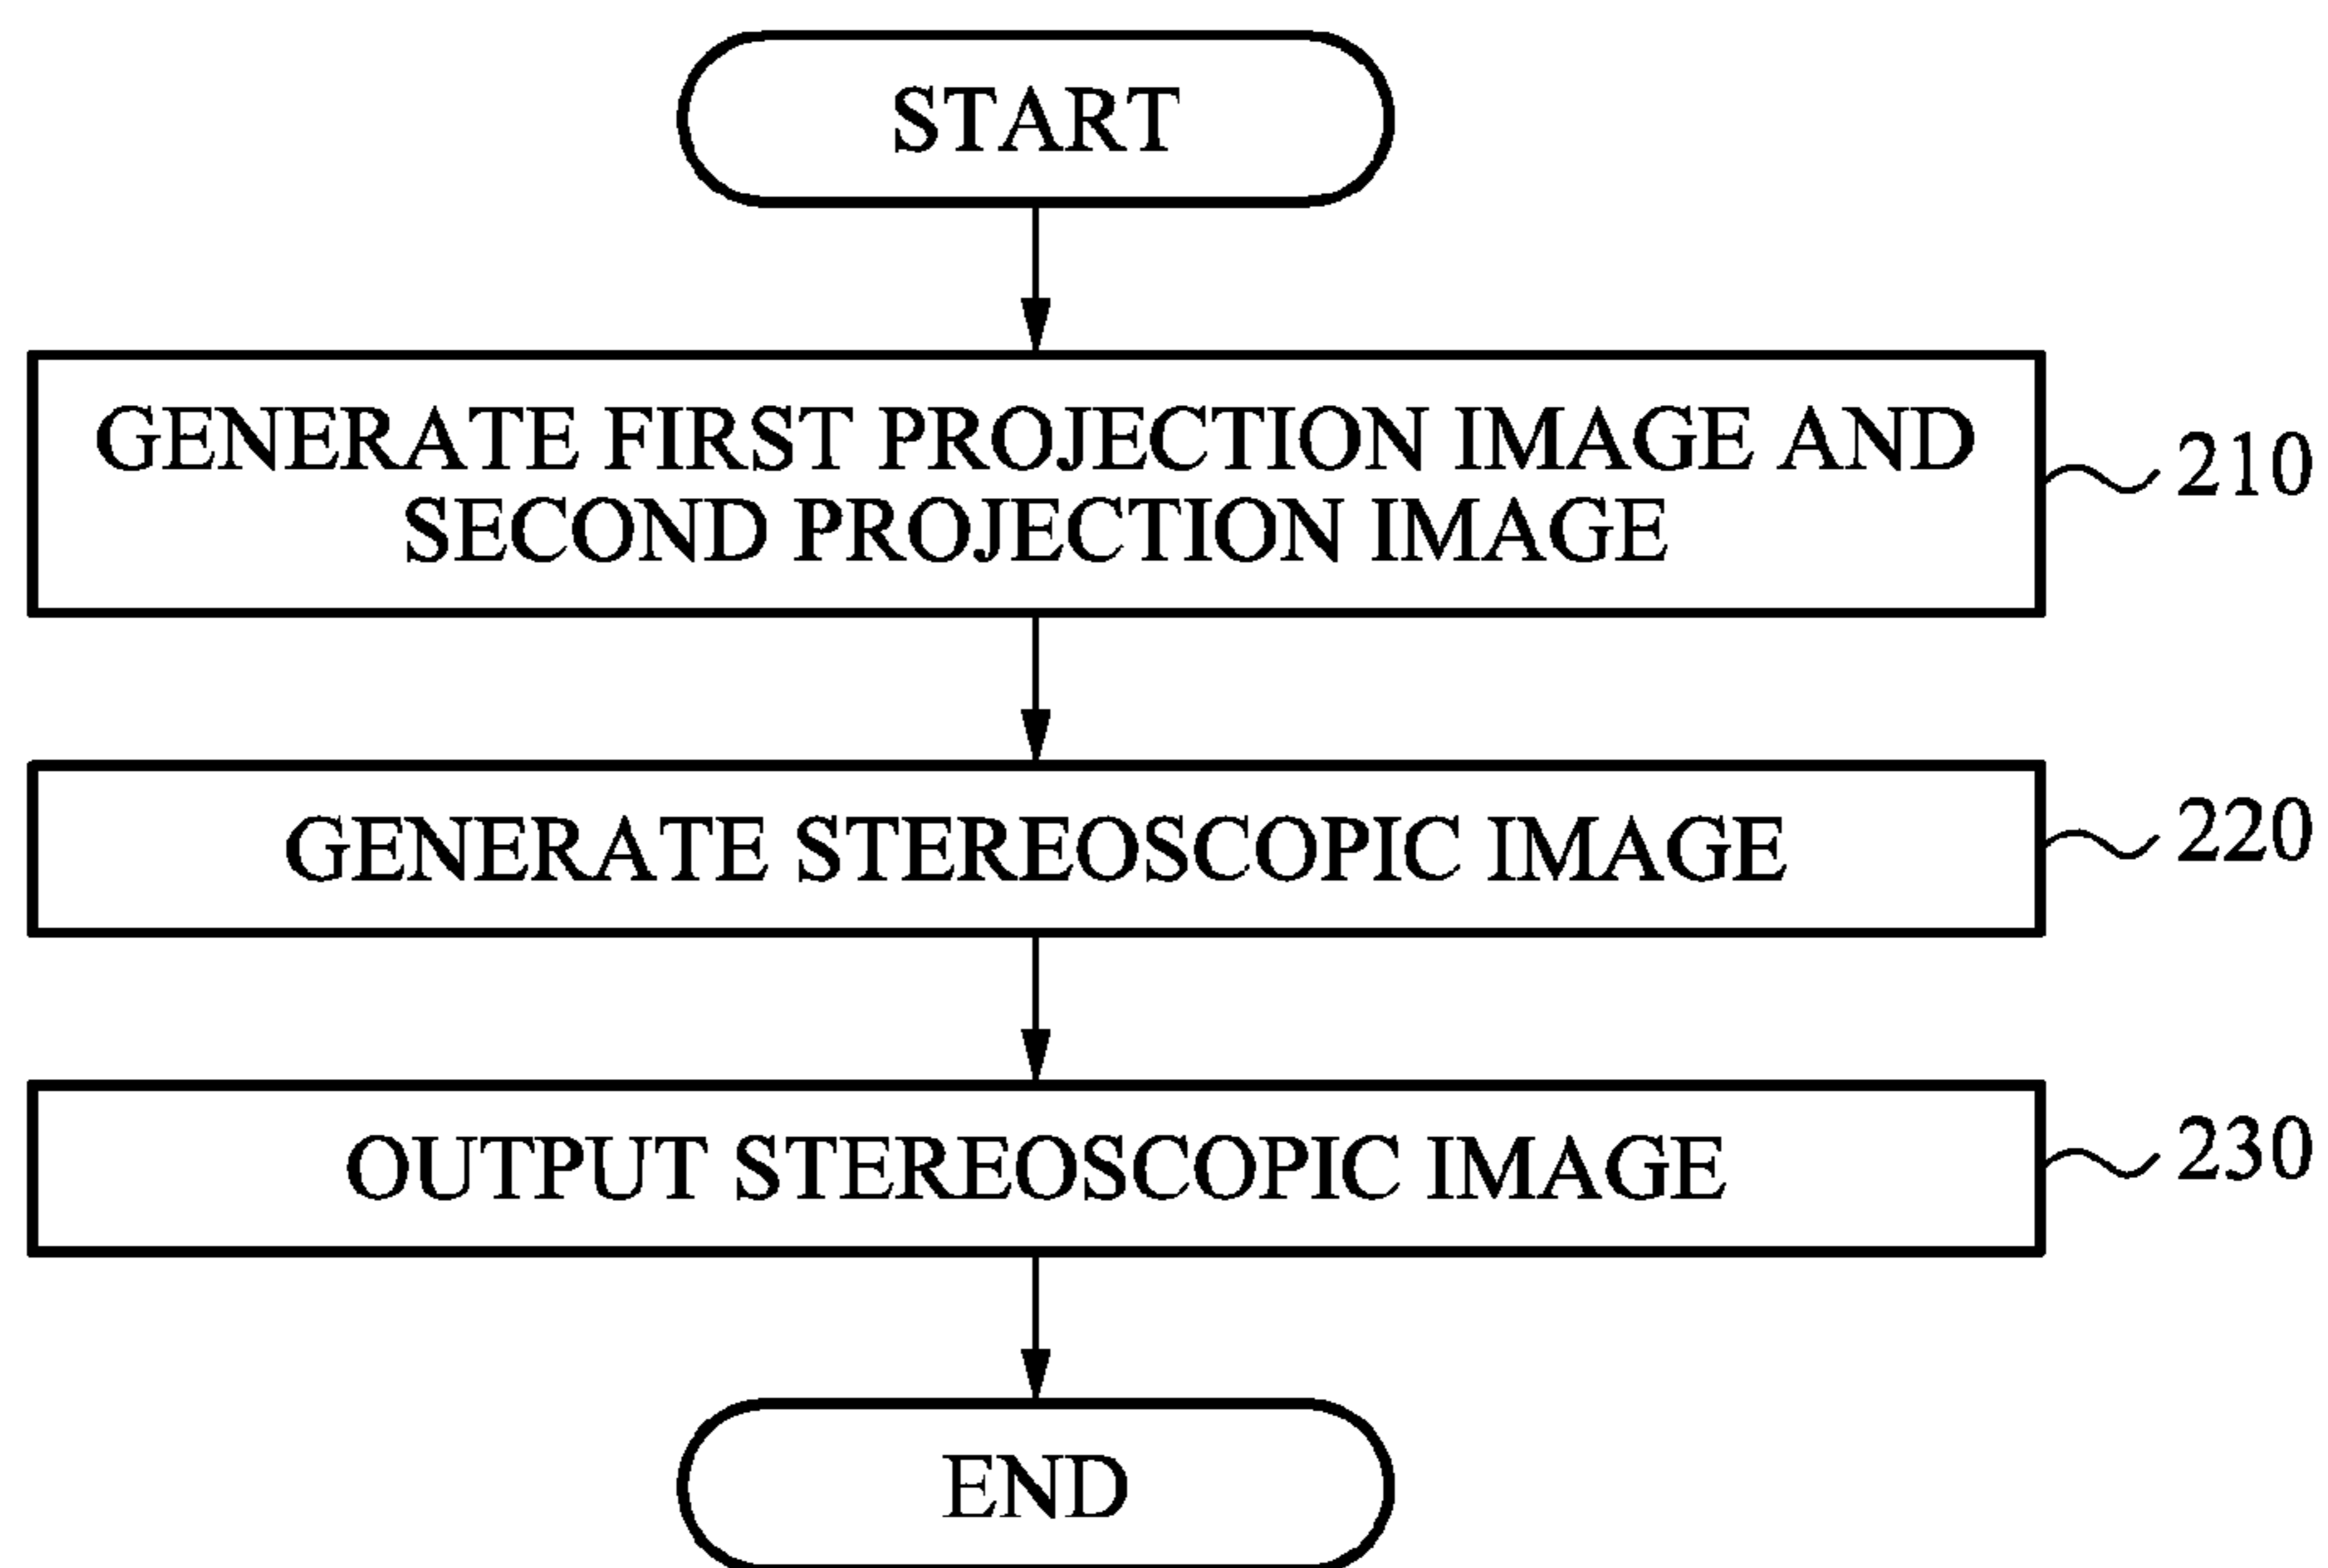 START
GENERATE FIRST PROJECTION IMAGE AND
SECOND PROJECTION IMAGE
210
GENERATE STEREOSCOPIC IMAGE
220
OUTPUT STEREOSCOPIC IMAGE
230
END